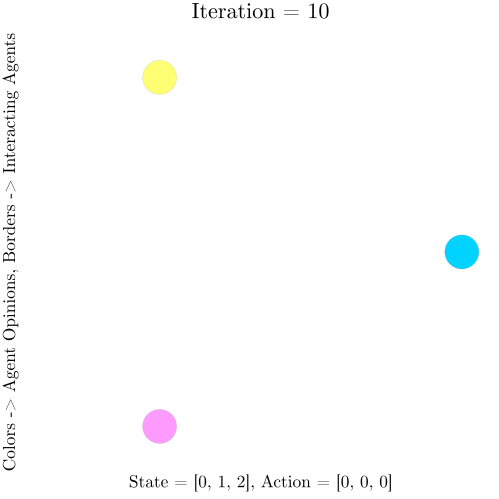 Iteration = 10
Colors -> Agent Opinions, Borders -> Interacting Agents
State = [0, 1, 2], Action = [0, 0, 0]